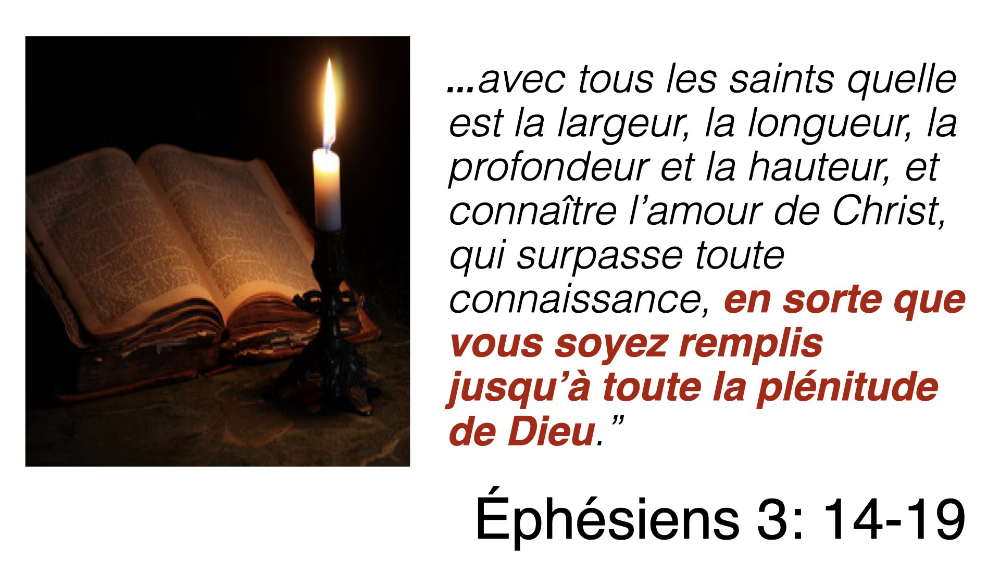 ...avec tous les saints quelle
est la largeur, la longueur, la
profondeur et la hauteur, et
connaître l’amour de Christ,
qui surpasse toute
connaissance, en sorte que
vous soyez remplis
jusqu’à toute la plénitude
de Dieu.”
Éphésiens 3: 14-19